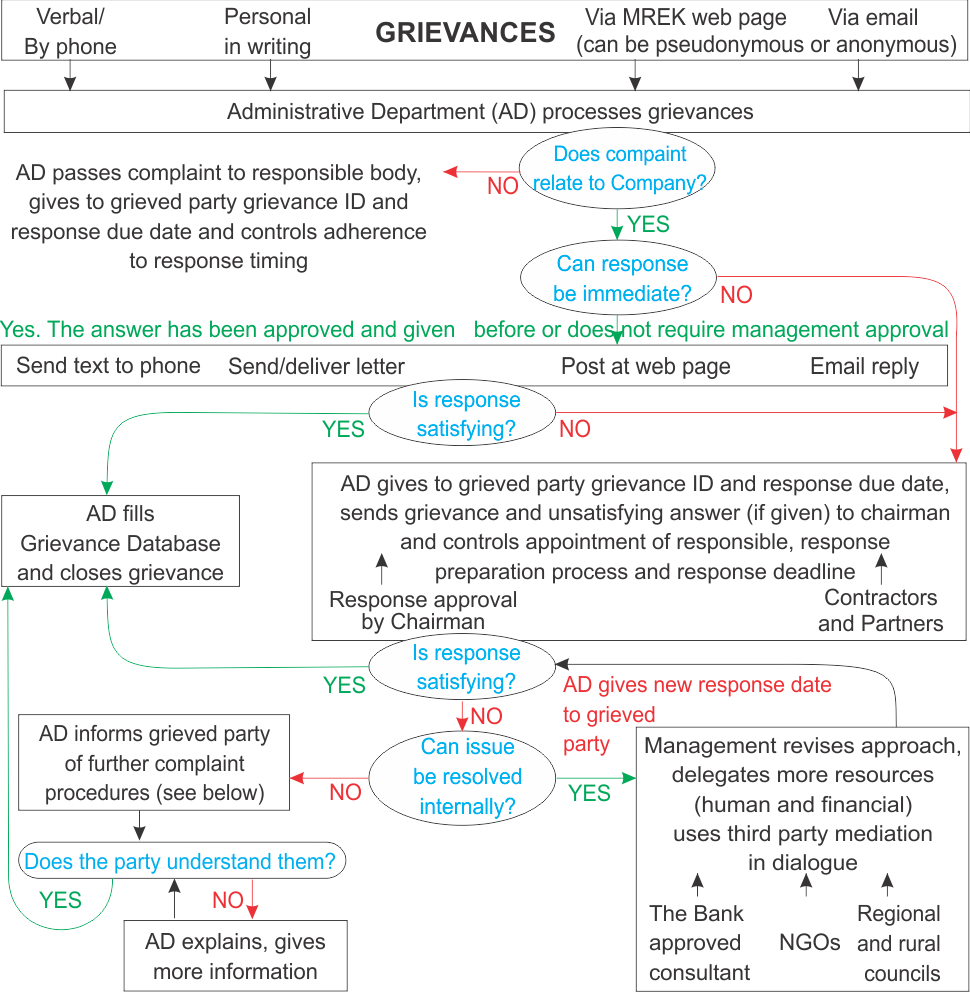 Verbal/
By phone
Personal
in writing
GRIEVANCES
Via MREK web page
Via email
(can be pseudonymous or anonymous)
Administrative Department (AD) processes grievances
Does compaint
relate to Company?
NO
YES
AD passes complaint to responsible body,
gives to grieved party grievance ID and
response due date and controls adherence
to response timing
Can response
be immediate?
NO
Yes. The answer has been approved and given before or does not require management approval
Send text to phone
Send/deliver letter
Post at web page
Email reply
Is response
satisfying?
YES
NO
AD fills
Grievance Database
and closes grievance
AD gives to grieved party grievance ID and response due date,
sends grievance and unsatisfying answer (if given) to chairman
and controls appointment of responsible, response
preparation process and response deadline
Response approval
by Chairman
Contractors
and Partners
Is response
satisfying?
YES
NO
AD gives new response date
to grieved
party
Can issue
be resolved
internally?
NO
YES
AD informs grieved party
of further complaint
procedures (see below)
Does the party understand them?
YES
NO
AD explains, gives
more information
Management revises approach,
delegates more resources
(human and financial)
uses third party mediation
in dialogue
The Bank
approved
consultant
NGOs
Regional
and rural
councils